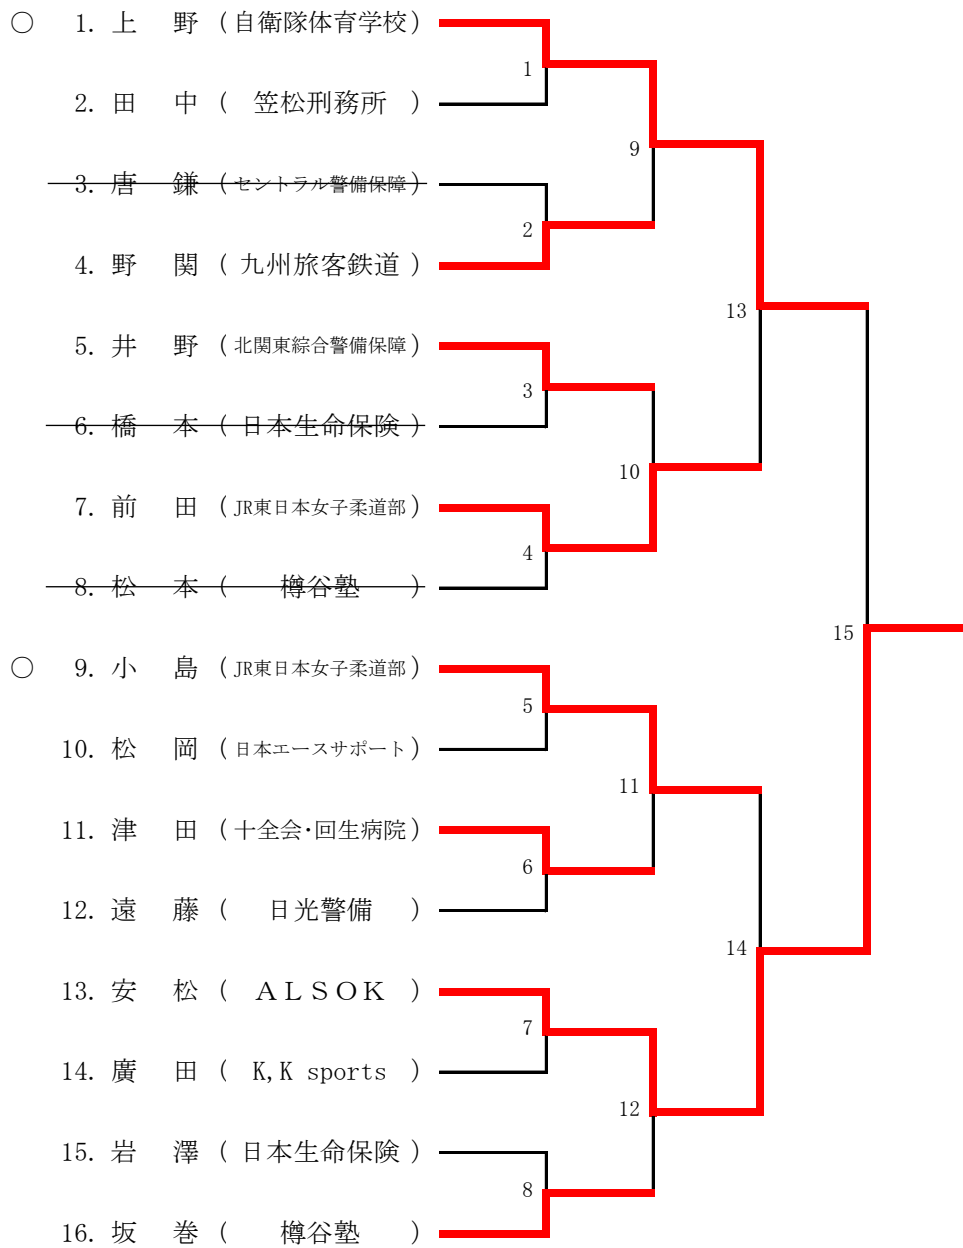 ○ 1. 上 野 ( 自衛隊体育学校 )
1
2. 田 中 ( 笠松刑務所 )
9
3. 唐 鎌 ( セントラル警備保障 )
2
4. 野 関 ( 九州旅客鉄道 )
13
5. 井 野 ( 北関東綜合警備保障 )
3
6. 橋 本 ( 日本生命保険 )
10
7. 前 田 ( JR東日本女子柔道部 )
4
8. 松 本 ( 樽谷塾 )
15
○ 9. 小 島 ( JR東日本女子柔道部 )
5
10. 松 岡 ( 日本エースサポート )
11
11. 津 田 ( 十全会・回生病院 )
6
12. 遠 藤 ( 日光警備 )
14
13. 安 松 ( ＡＬＳＯＫ )
7
14. 廣 田 ( K,K sports )
12
15. 岩 澤 ( 日本生命保険 )
8
16. 坂 巻 ( 樽谷塾 )